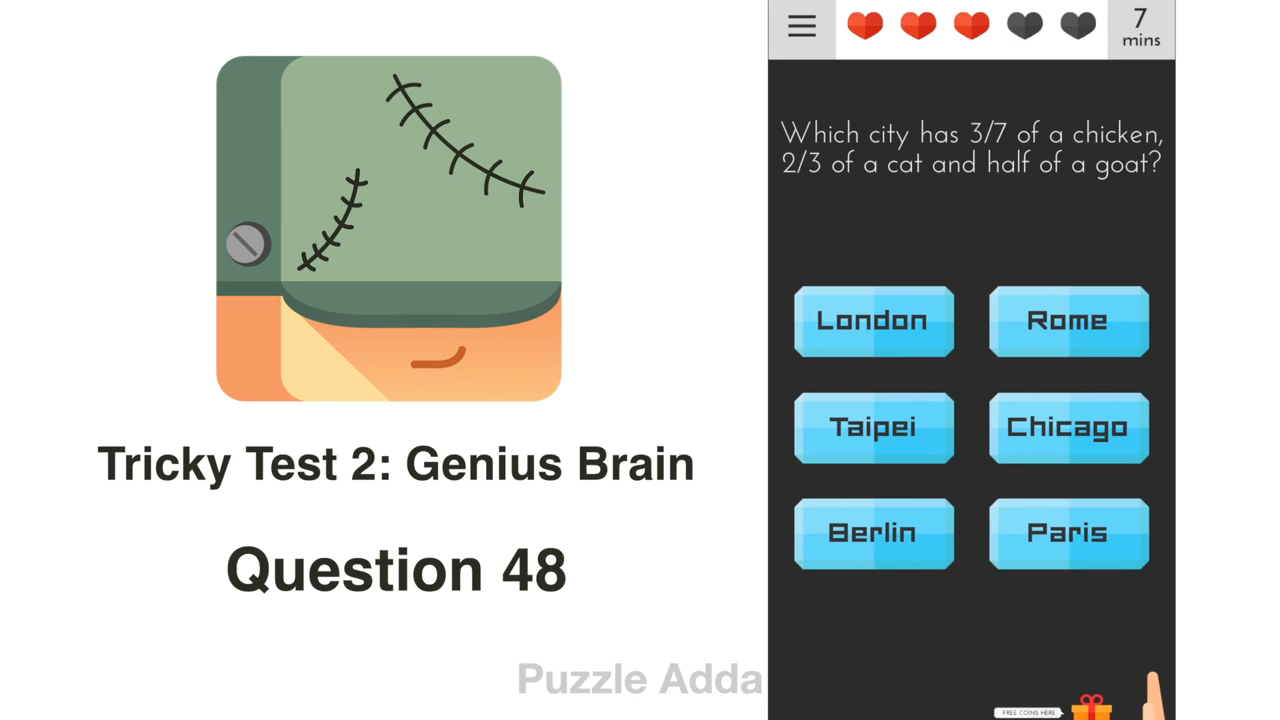 7
mins
Which city has 3/7 of a chicken,
2/3 of a cat and half of a goat?
London
Rome
Taipei
Chicago
Berlin
Paris
Tricky Test 2: Genius Brain
Question 48
Puzzle Adda
FREE COINS HERE